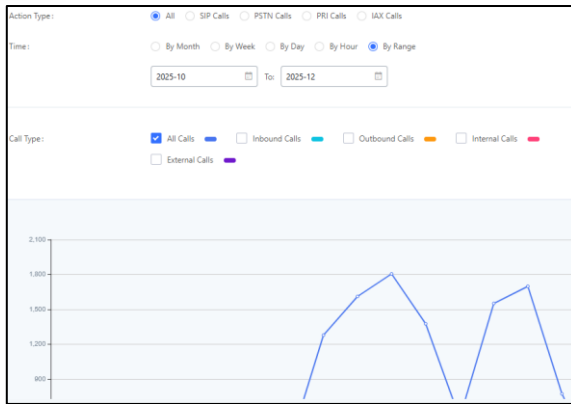 Action Type: All SIP Calls PSTN Calls PRI Calls IAX Calls
Time: By Month By Week By Day By Hour By Range
2025-10 To: 2025-12
Call Type: All Calls Inbound Calls Outbound Calls Internal Calls
External Calls
2,100
1,800
1,500
1,200
800